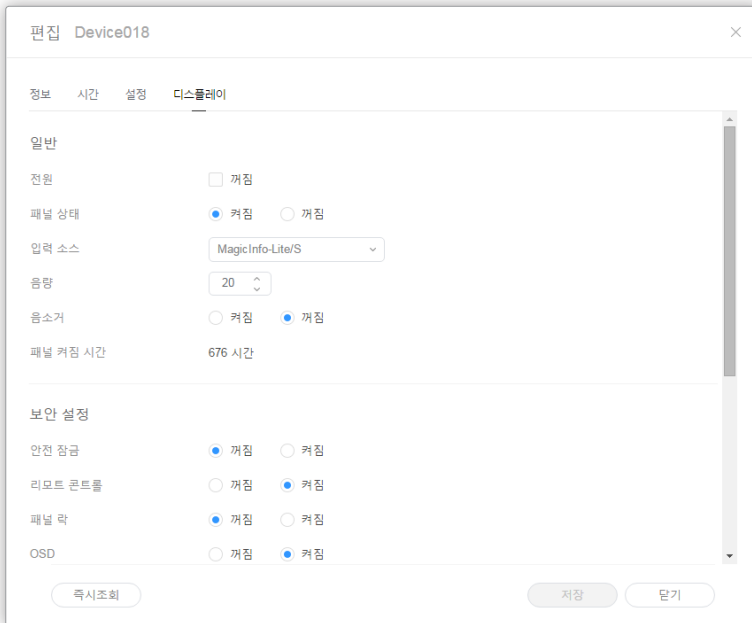 편집 Device018
정보 시간 설정 디스플레이
일반
전원 꺼짐
패널 상태 켜짐 꺼짐
입력 소스 MagicInfo-Lite/S
음량 20
음소거 켜짐 꺼짐
패널 켜짐 시간 676 시간
보안 설정
안전 잠금 꺼짐 켜짐
리모트 콘트롤 꺼짐 켜짐
패널 락 꺼짐 켜짐
OSD 꺼짐 켜짐
즉시조회 저장 닫기